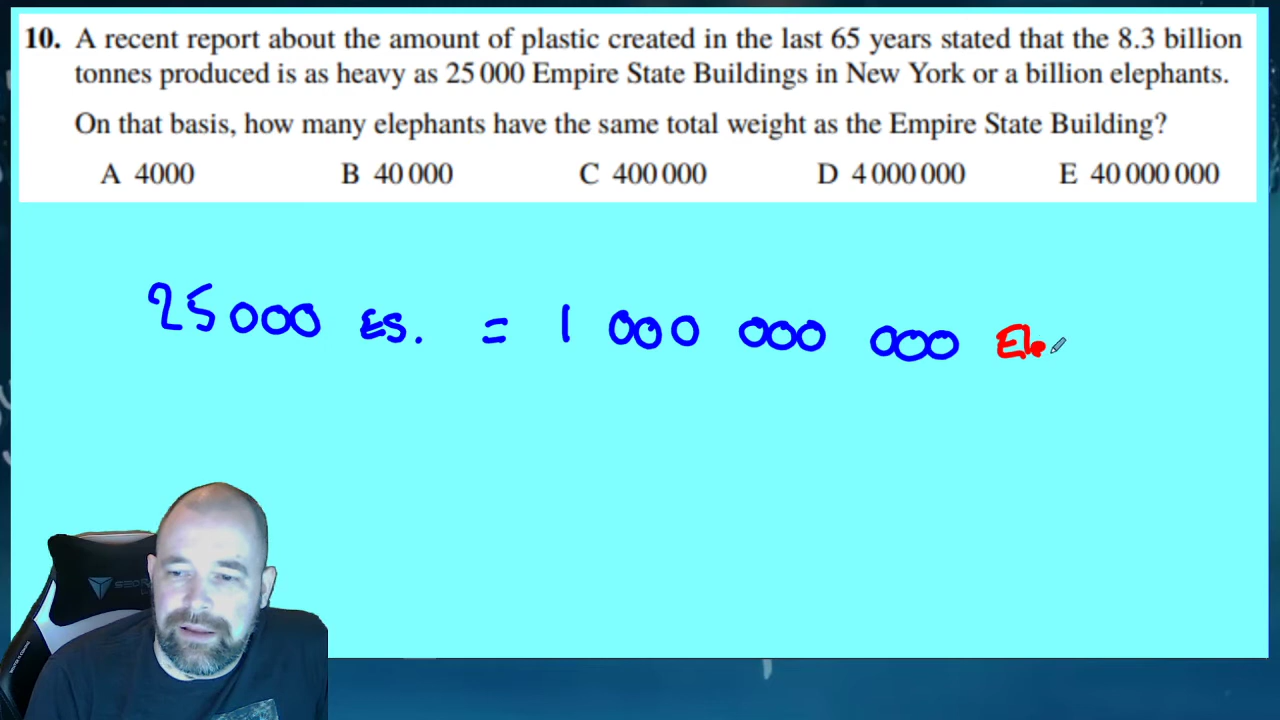 10. A recent report about the amount of plastic created in the last 65 years stated that the 8.3 billion
tonnes produced is as heavy as 25 000 Empire State Buildings in New York or a billion elephants.
On that basis, how many elephants have the same total weight as the Empire State Building?
A 4000 B 40 000 C 400 000 D 4 000 000 E 40 000 000
25000 ES. = 1 000 000 000 Ele